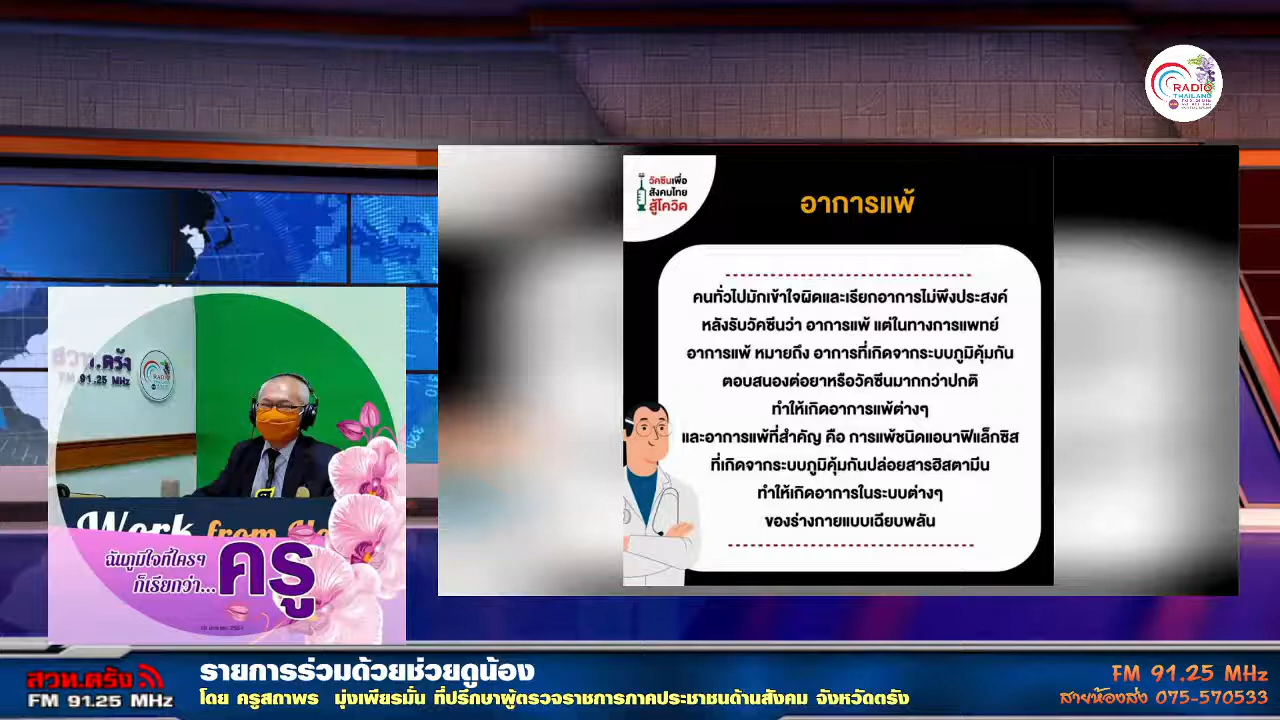 RADIO
THAILAND
วัคซีนเพื่อ
สังคมไทย
สู้โควิด
อาการแพ้
คนทั่วไปมักเข้าใจผิดและเรียกอาการไม่พึงประสงค์
หลังรับวัคซีนว่า อาการแพ้ แต่ในทางการแพทย์
อาการแพ้ หมายถึง อาการที่เกิดจากระบบภูมิคุ้มกัน
ตอบสนองต่อยาหรือวัคซีนมากกว่าปกติ
ทำให้เกิดอาการแพ้ต่างๆ
และอาการแพ้ที่สำคัญ คือ การแพ้ชนิดแอนาฟิแล็กซิส
ที่เกิดจากระบบภูมิคุ้มกันปล่อยสารฮิสตามีน
ทำให้เกิดอาการในระบบต่างๆ
ของร่างกายแบบเฉียบพลัน
สวท.ตรัง
FM 91.25 MHz
RADIO
Work from
ฉันภูมิใจที่ใครๆ
ก็เรียกว่า...ครู
สวท.ตรัง
FM 91.25 MHz
รายการร่วมด้วยช่วยดูน้อง
โดย ครูสถาพร มุ่งเพียรมั่น ที่ปรึกษาผู้ตรวจราชการภาคประชาชนด้านสังคม จังหวัดตรัง
FM 91.25 MHz
สายห้องส่ง 075-570533